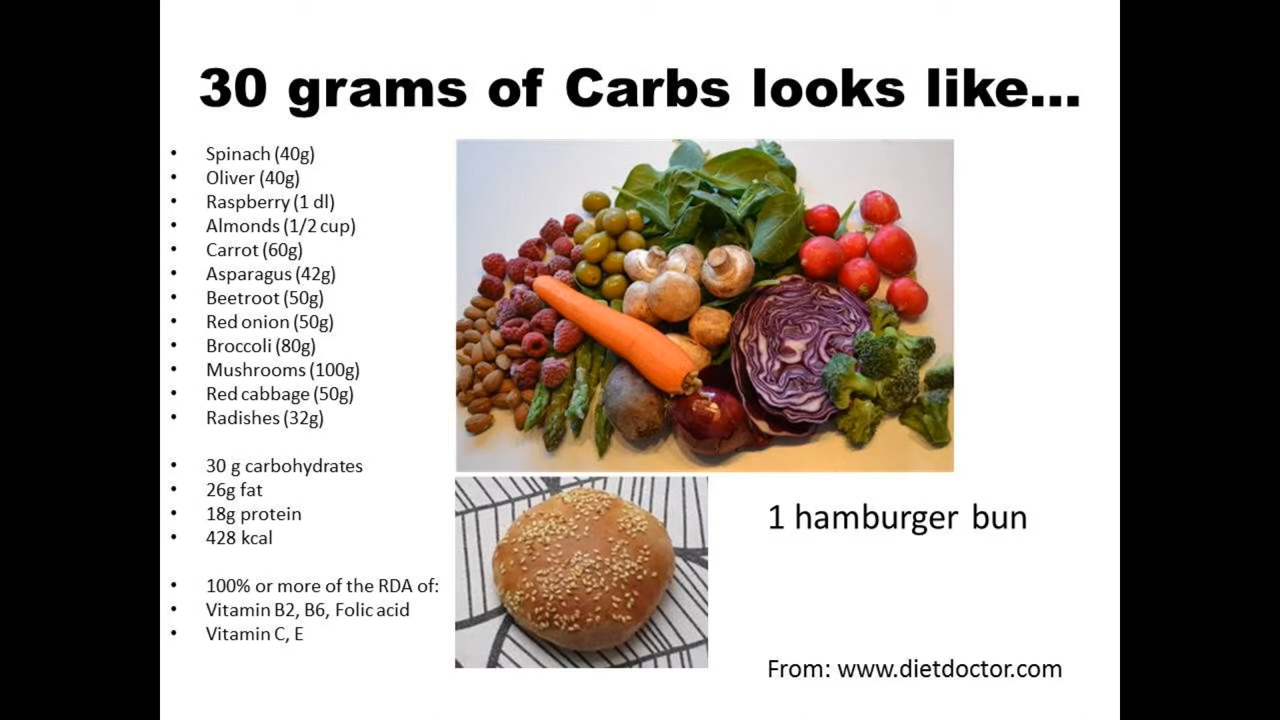 30 grams of Carbs looks like...
• Spinach (40g)
• Oliver (40g)
• Raspberry (1 dl)
• Almonds (1/2 cup)
• Carrot (60g)
• Asparagus (42g)
• Beetroot (50g)
• Red onion (50g)
• Broccoli (80g)
• Mushrooms (100g)
• Red cabbage (50g)
• Radishes (32g)
• 30 g carbohydrates
• 26g fat
• 18g protein
• 428 kcal
• 100% or more of the RDA of:
• Vitamin B2, B6, Folic acid
• Vitamin C, E
1 hamburger bun
From: www.dietdoctor.com